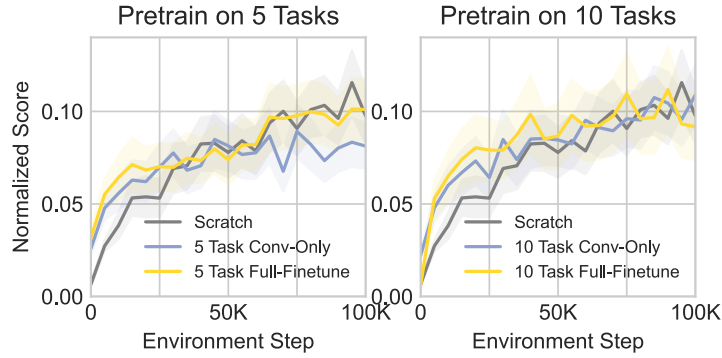 Pretrain on 5 Tasks
Pretrain on 10 Tasks
Normalized Score
0.10
0.05
0.00
Scratch
5 Task Conv-Only
5 Task Full-Finetune
0
50K
100K
Environment Step
0.10
0.05
0.00
Scratch
10 Task Conv-Only
10 Task Full-Finetune
0
50K
100K
Environment Step